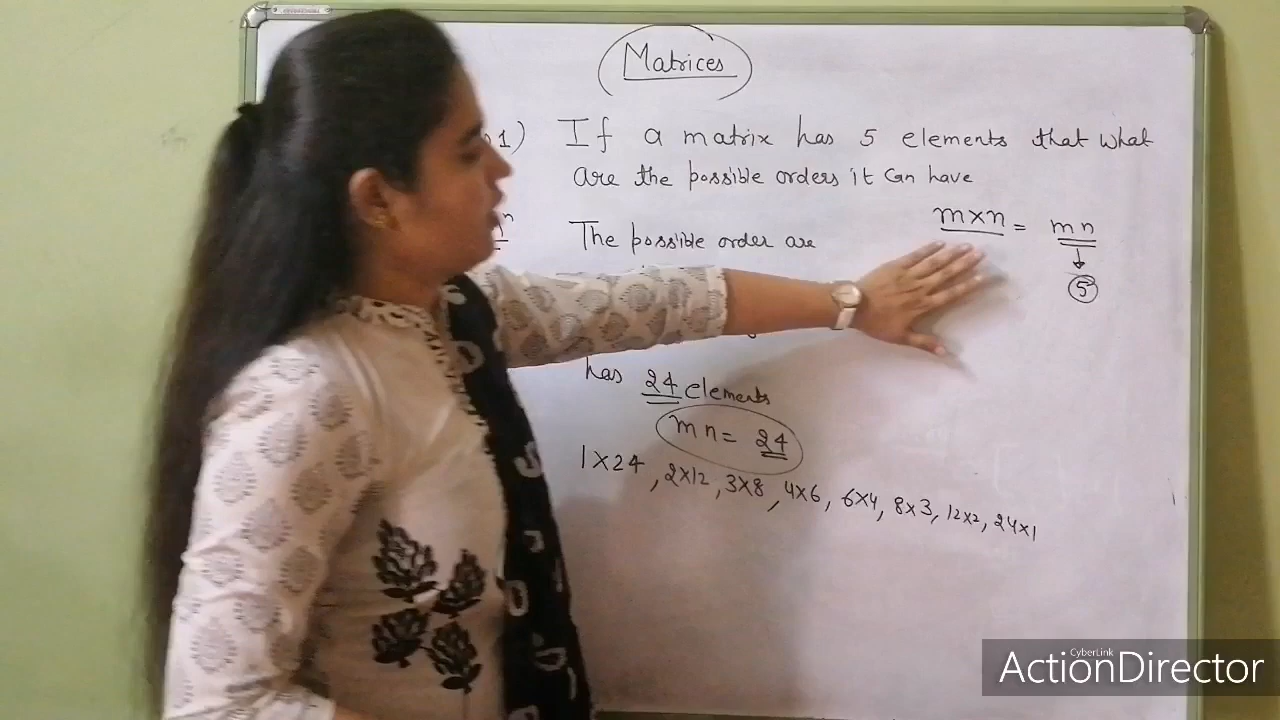 Matrices
1) If a matrix has 5 elements that what
are the possible orders it can have
m×n = mn
n
The possible order are
5
has 24 elements
mn = 24
1×24, 2×12, 3×8, 4×6, 6×4, 8×3, 12×2, 24×1
CyberLink
ActionDirector